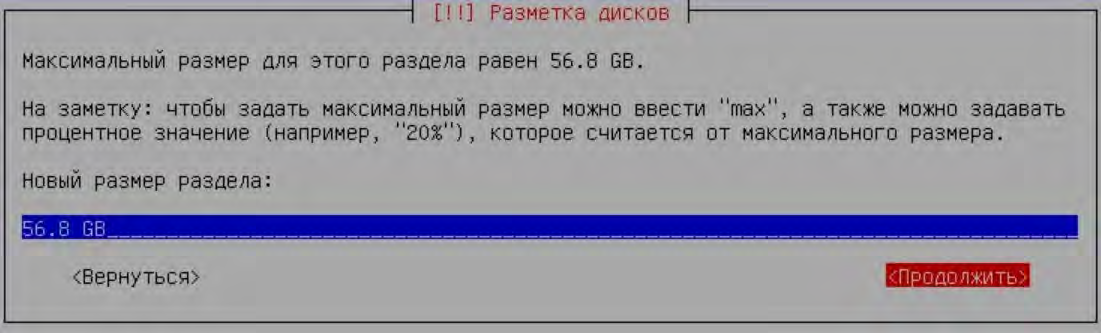 [!!] Разметка дисков
Максимальный размер для этого раздела равен 56.8 GB.
На заметку: чтобы задать максимальный размер можно ввести "max", а также можно задавать
процентное значение (например, "20%"), которое считается от максимального размера.
Новый размер раздела:
56.8 GB
<Вернуться> <Продолжить>